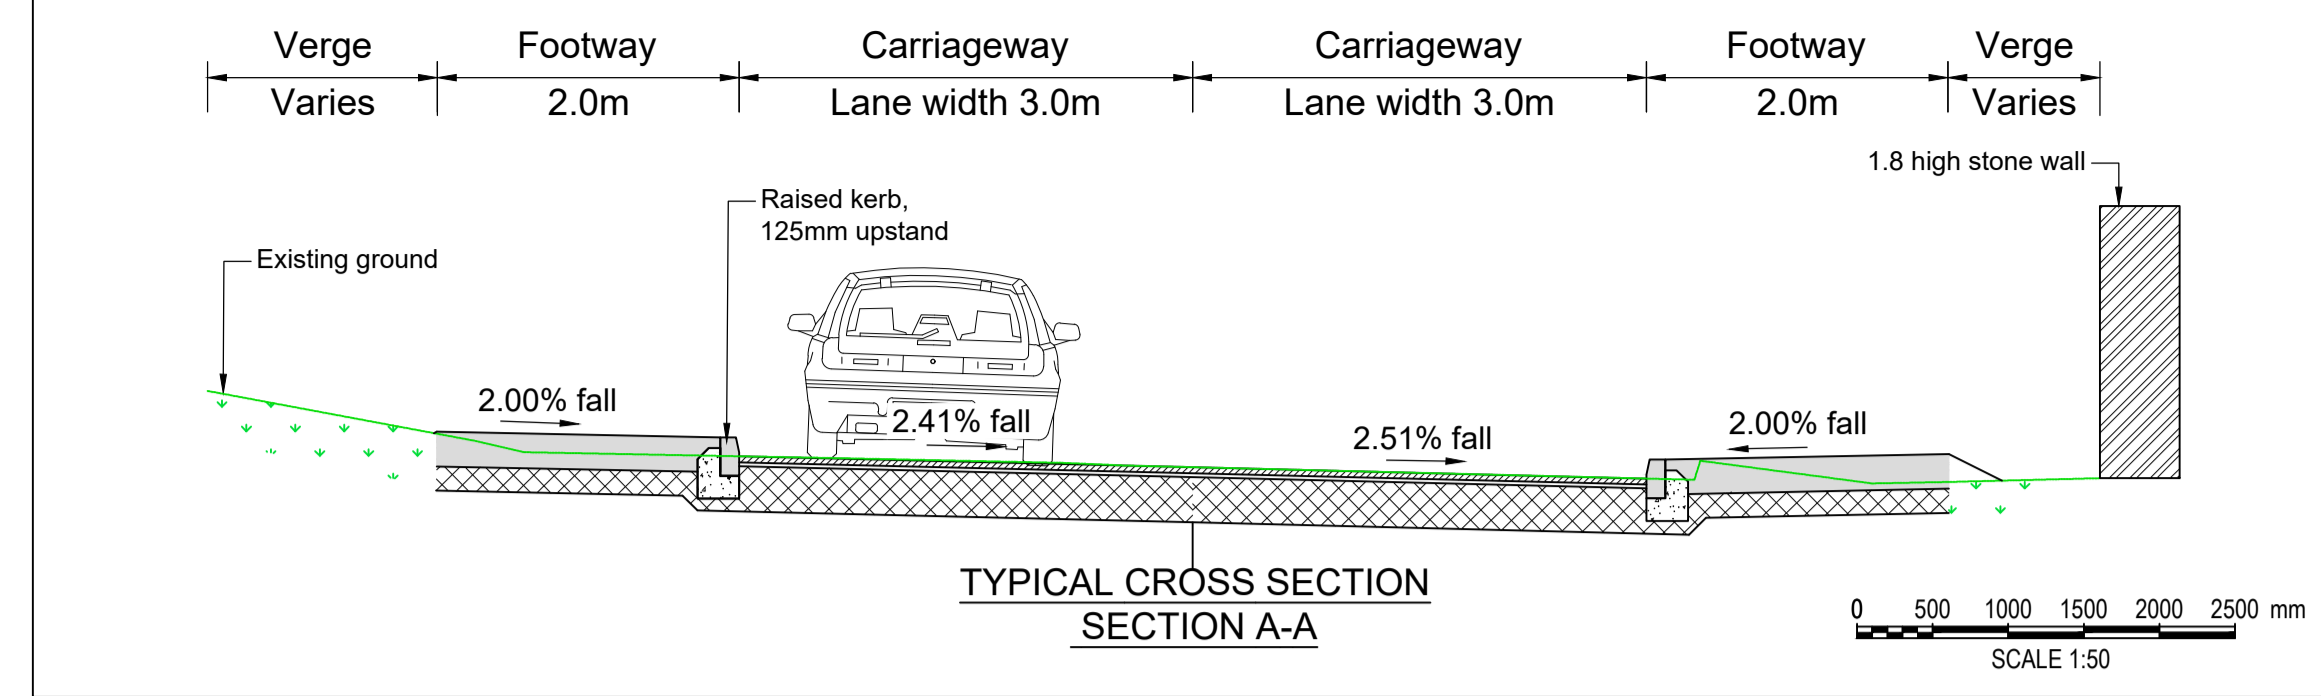 Verge Footway Carriageway Carriageway Footway Verge
Varies 2.0m Lane width 3.0m Lane width 3.0m 2.0m Varies
1.8 high stone wall
Raised kerb,
125mm upstand
Existing ground
2.00% fall
2.41% fall
2.51% fall
2.00% fall
TYPICAL CROSS SECTION
SECTION A-A
0 500 1000 1500 2000 2500 mm
SCALE 1:50